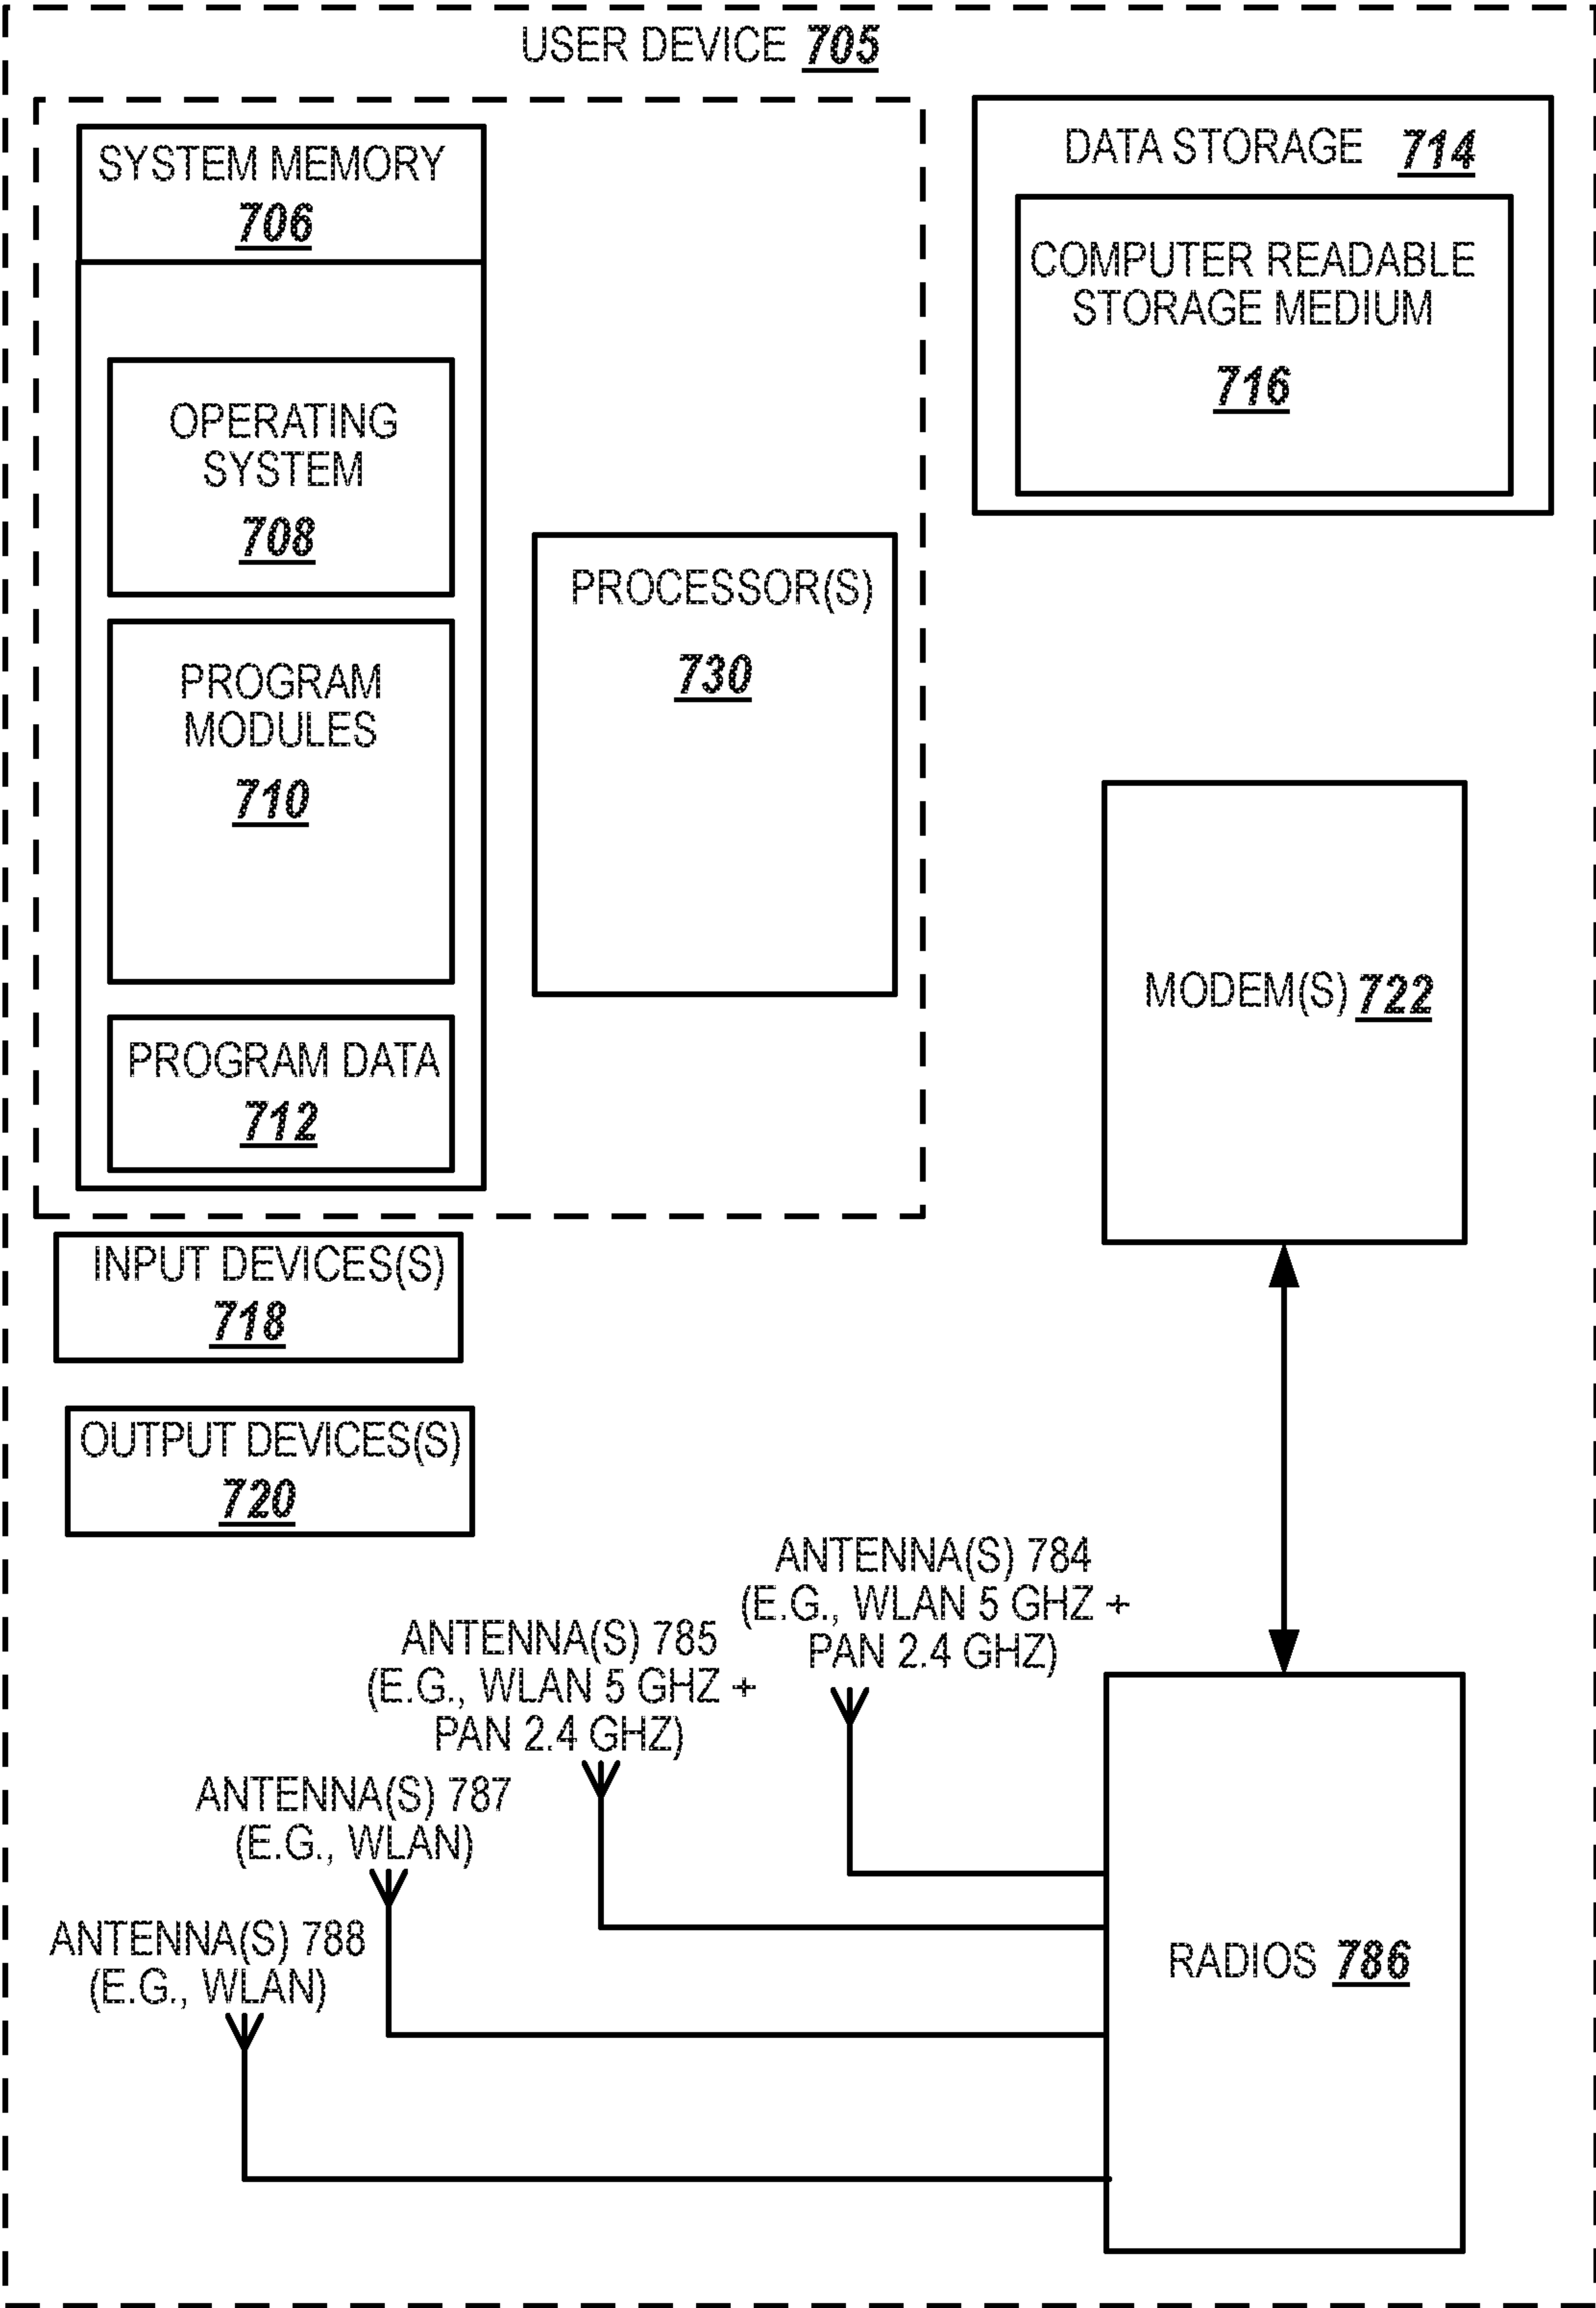 USER DEVICE 705
SYSTEM MEMORY
706
OPERATING
SYSTEM
708
PROGRAM
MODULES
710
PROGRAM DATA
712
PROCESSOR(S)
730
DATA STORAGE 714
COMPUTER READABLE
STORAGE MEDIUM
716
MODEM(S) 722
INPUT DEVICES(S)
718
OUTPUT DEVICES(S)
720
ANTENNA(S) 784
(E.G., WLAN 5 GHZ +
PAN 2.4 GHZ)
ANTENNA(S) 785
(E.G., WLAN 5 GHZ +
PAN 2.4 GHZ)
ANTENNA(S) 787
(E.G., WLAN)
ANTENNA(S) 788
(E.G., WLAN)
RADIOS 786